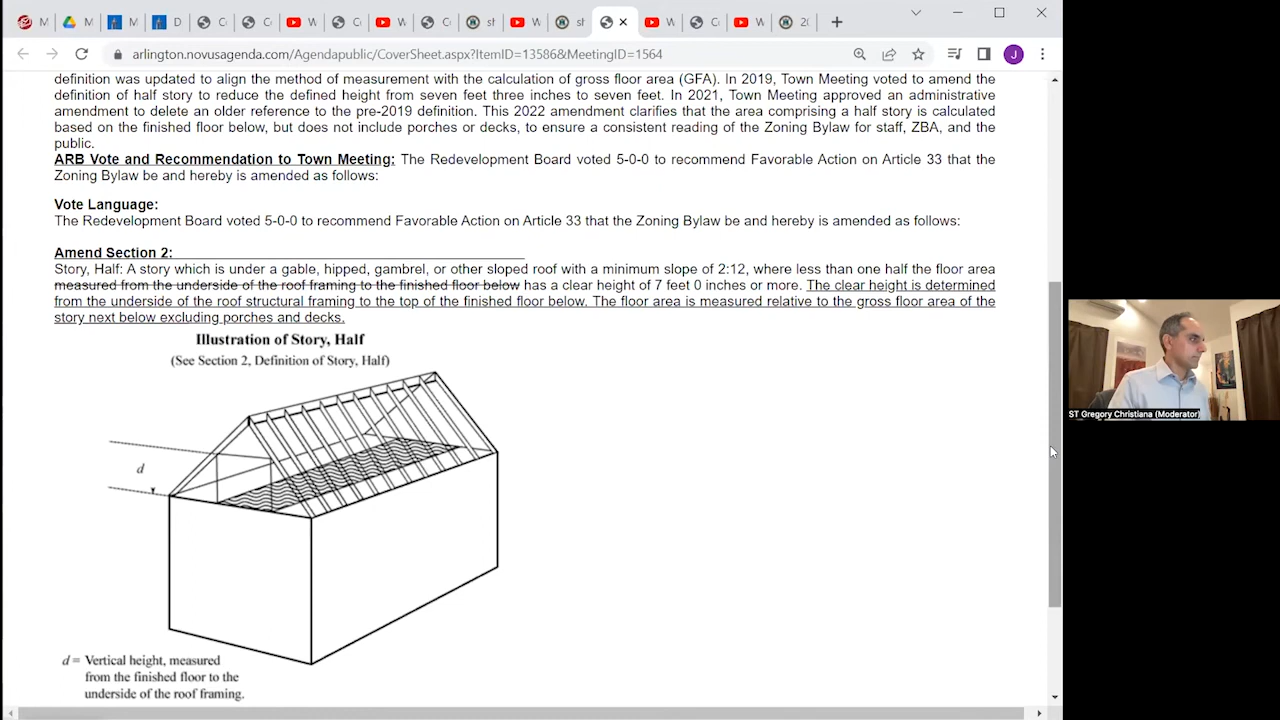 M
M
M
D
C
C
W
C
W
C
st
W
st
W
C
W
20
arlington.novusagenda.com/Agendapublic/CoverSheet.aspx?ItemID=13586&MeetingID=1564
J
definition was updated to align the method of measurement with the calculation of gross floor area (GFA). In 2019, Town Meeting voted to amend the
definition of half story to reduce the defined height from seven feet three inches to seven feet. In 2021, Town Meeting approved an administrative
amendment to delete an older reference to the pre-2019 definition. This 2022 amendment clarifies that the area comprising a half story is calculated
based on the finished floor below, but does not include porches or decks, to ensure a consistent reading of the Zoning Bylaw for staff, ZBA, and the
public.
ARB Vote and Recommendation to Town Meeting: The Redevelopment Board voted 5-0-0 to recommend Favorable Action on Article 33 that the
Zoning Bylaw be and hereby is amended as follows:
Vote Language:
The Redevelopment Board voted 5-0-0 to recommend Favorable Action on Article 33 that the Zoning Bylaw be and hereby is amended as follows:
Amend Section 2:
Story, Half: A story which is under a gable, hipped, gambrel, or other sloped roof with a minimum slope of 2:12, where less than one half the floor area
measured from the underside of the roof framing to the finished floor below has a clear height of 7 feet 0 inches or more. The clear height is determined
from the underside of the roof structural framing to the top of the finished floor below. The floor area is measured relative to the gross floor area of the
story next below excluding porches and decks.
Illustration of Story, Half
(See Section 2, Definition of Story, Half)
d
d = Vertical height, measured
from the finished floor to the
underside of the roof framing.
ST Gregory Christiana (Moderator)